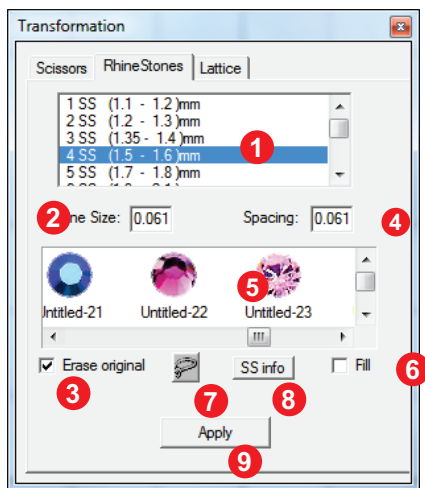 Transformation
Scissors RhineStones Lattice
1 SS (1.1 - 1.2 )mm
2 SS (1.2 - 1.3 )mm
3 SS (1.35 - 1.4 )mm
4 SS (1.5 - 1.6 )mm
5 SS (1.7 - 1.8 )mm
1
2 ne Size: 0.061 Spacing: 0.061 4
5
Untitled-21 Untitled-22 Untitled-23
Erase original SS info Fill 6
3 7 8
Apply
9